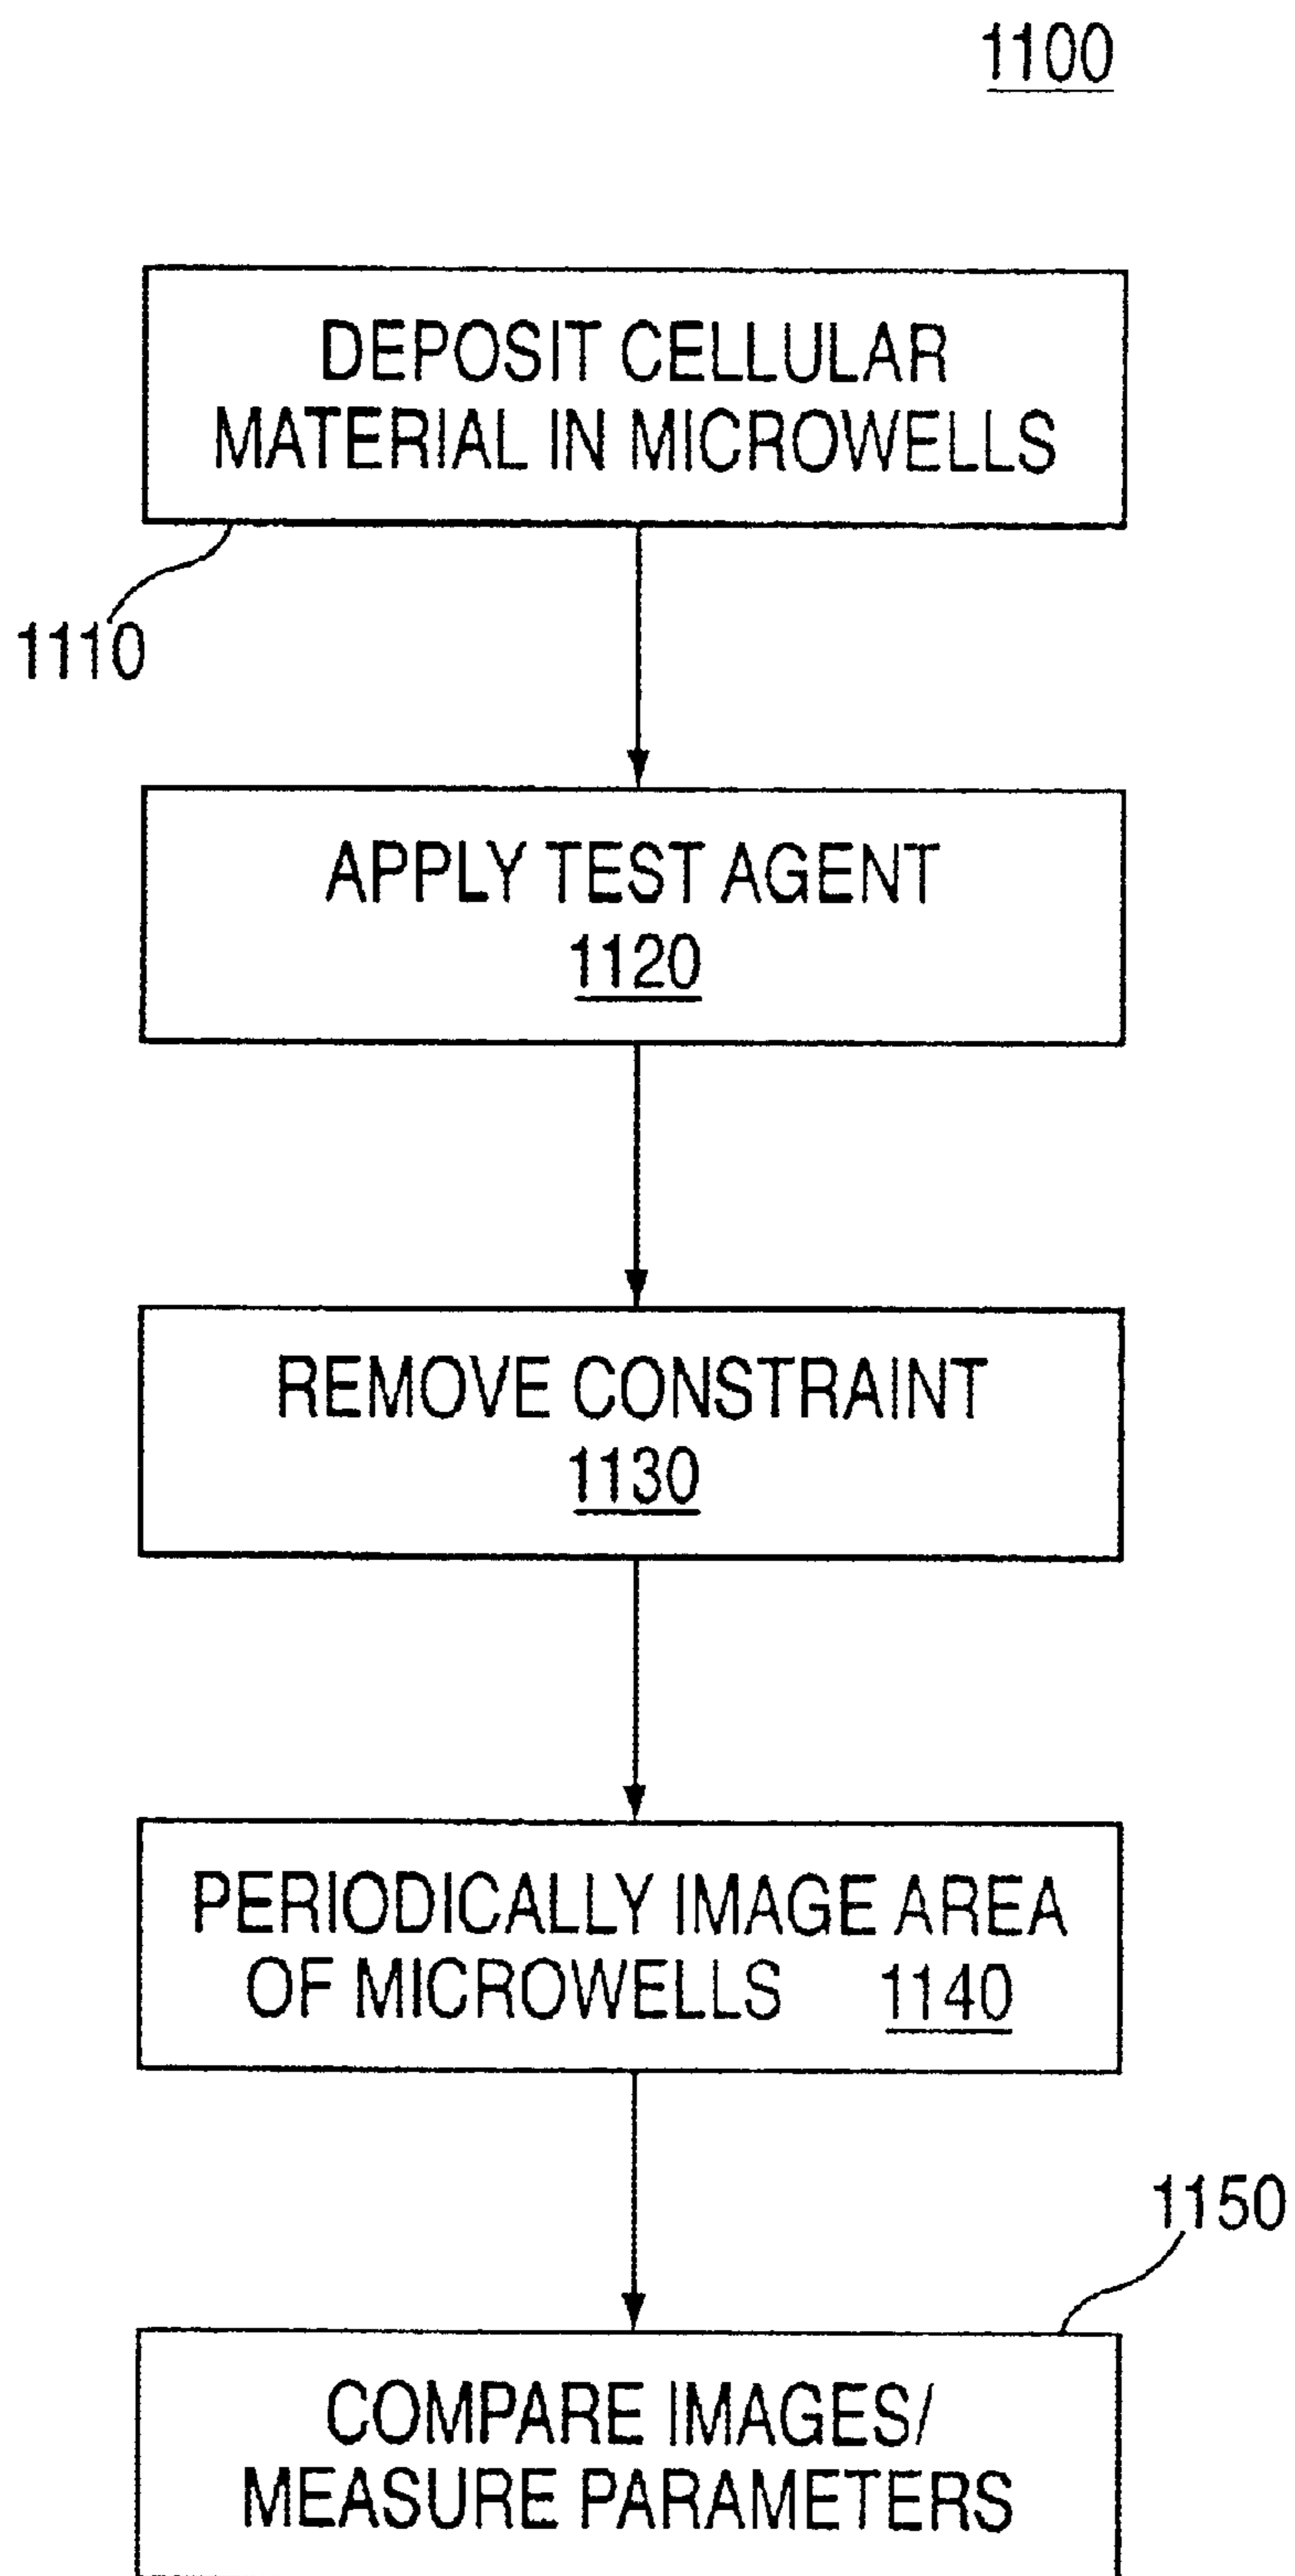 1100
DEPOSIT CELLULAR
MATERIAL IN MICROWELLS
1110
APPLY TEST AGENT
1120
REMOVE CONSTRAINT
1130
PERIODICALLY IMAGE AREA
OF MICROWELLS 1140
1150
COMPARE IMAGES/
MEASURE PARAMETERS